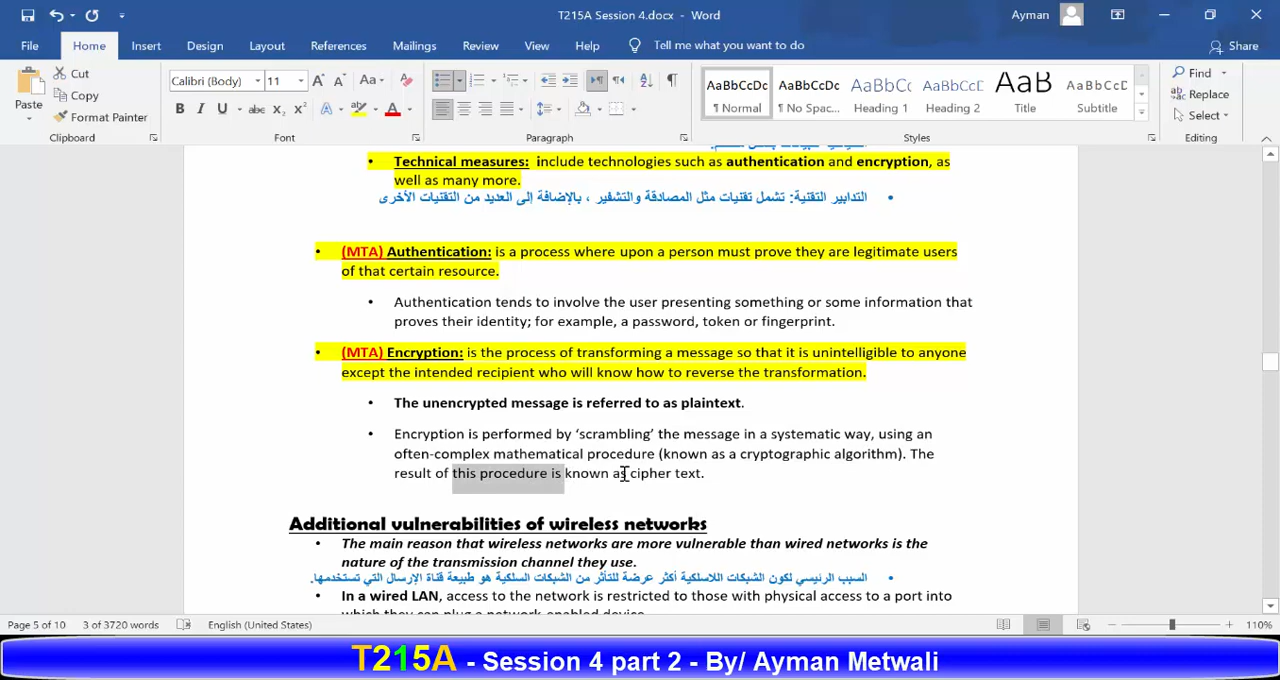 T215A Session 4.docx - Word
Ayman
File
Home
Insert
Design
Layout
References
Mailings
Review
View
Help
Tell me what you want to do
Share
Paste
Cut
Copy
Format Painter
Clipboard
Calibri (Body)
11
Font
Paragraph
AaBbCcDc
¶ Normal
AaBbCcDc
¶ No Spac...
AaBbCc
Heading 1
AaBbCcC
Heading 2
AaB
Title
AaBbCcC
Subtitle
Styles
Find
Replace
Select
Editing
• Technical measures: include technologies such as authentication and encryption, as
well as many more.
• التدابير التقنية: تشمل تقنيات مثل المصادقة والتشفير ، بالإضافة إلى العديد من التقنيات الأخرى
• (MTA) Authentication: is a process where upon a person must prove they are legitimate users
of that certain resource.
• Authentication tends to involve the user presenting something or some information that
proves their identity; for example, a password, token or fingerprint.
• (MTA) Encryption: is the process of transforming a message so that it is unintelligible to anyone
except the intended recipient who will know how to reverse the transformation.
• The unencrypted message is referred to as plaintext.
• Encryption is performed by ‘scrambling’ the message in a systematic way, using an
often-complex mathematical procedure (known as a cryptographic algorithm). The
result of this procedure is known as cipher text.
Additional vulnerabilities of wireless networks
• The main reason that wireless networks are more vulnerable than wired networks is the
nature of the transmission channel they use.
• السبب الرئيسي لكون الشبكات اللاسلكية أكثر عرضة للتأثر من الشبكات السلكية هو طبيعة قناة الإرسال التي تستخدمها.
• In a wired LAN, access to the network is restricted to those with physical access to a port into
which they can plug a network-enabled device.
Page 5 of 10
3 of 3720 words
English (United States)
110%
T215A - Session 4 part 2 - By/ Ayman Metwali